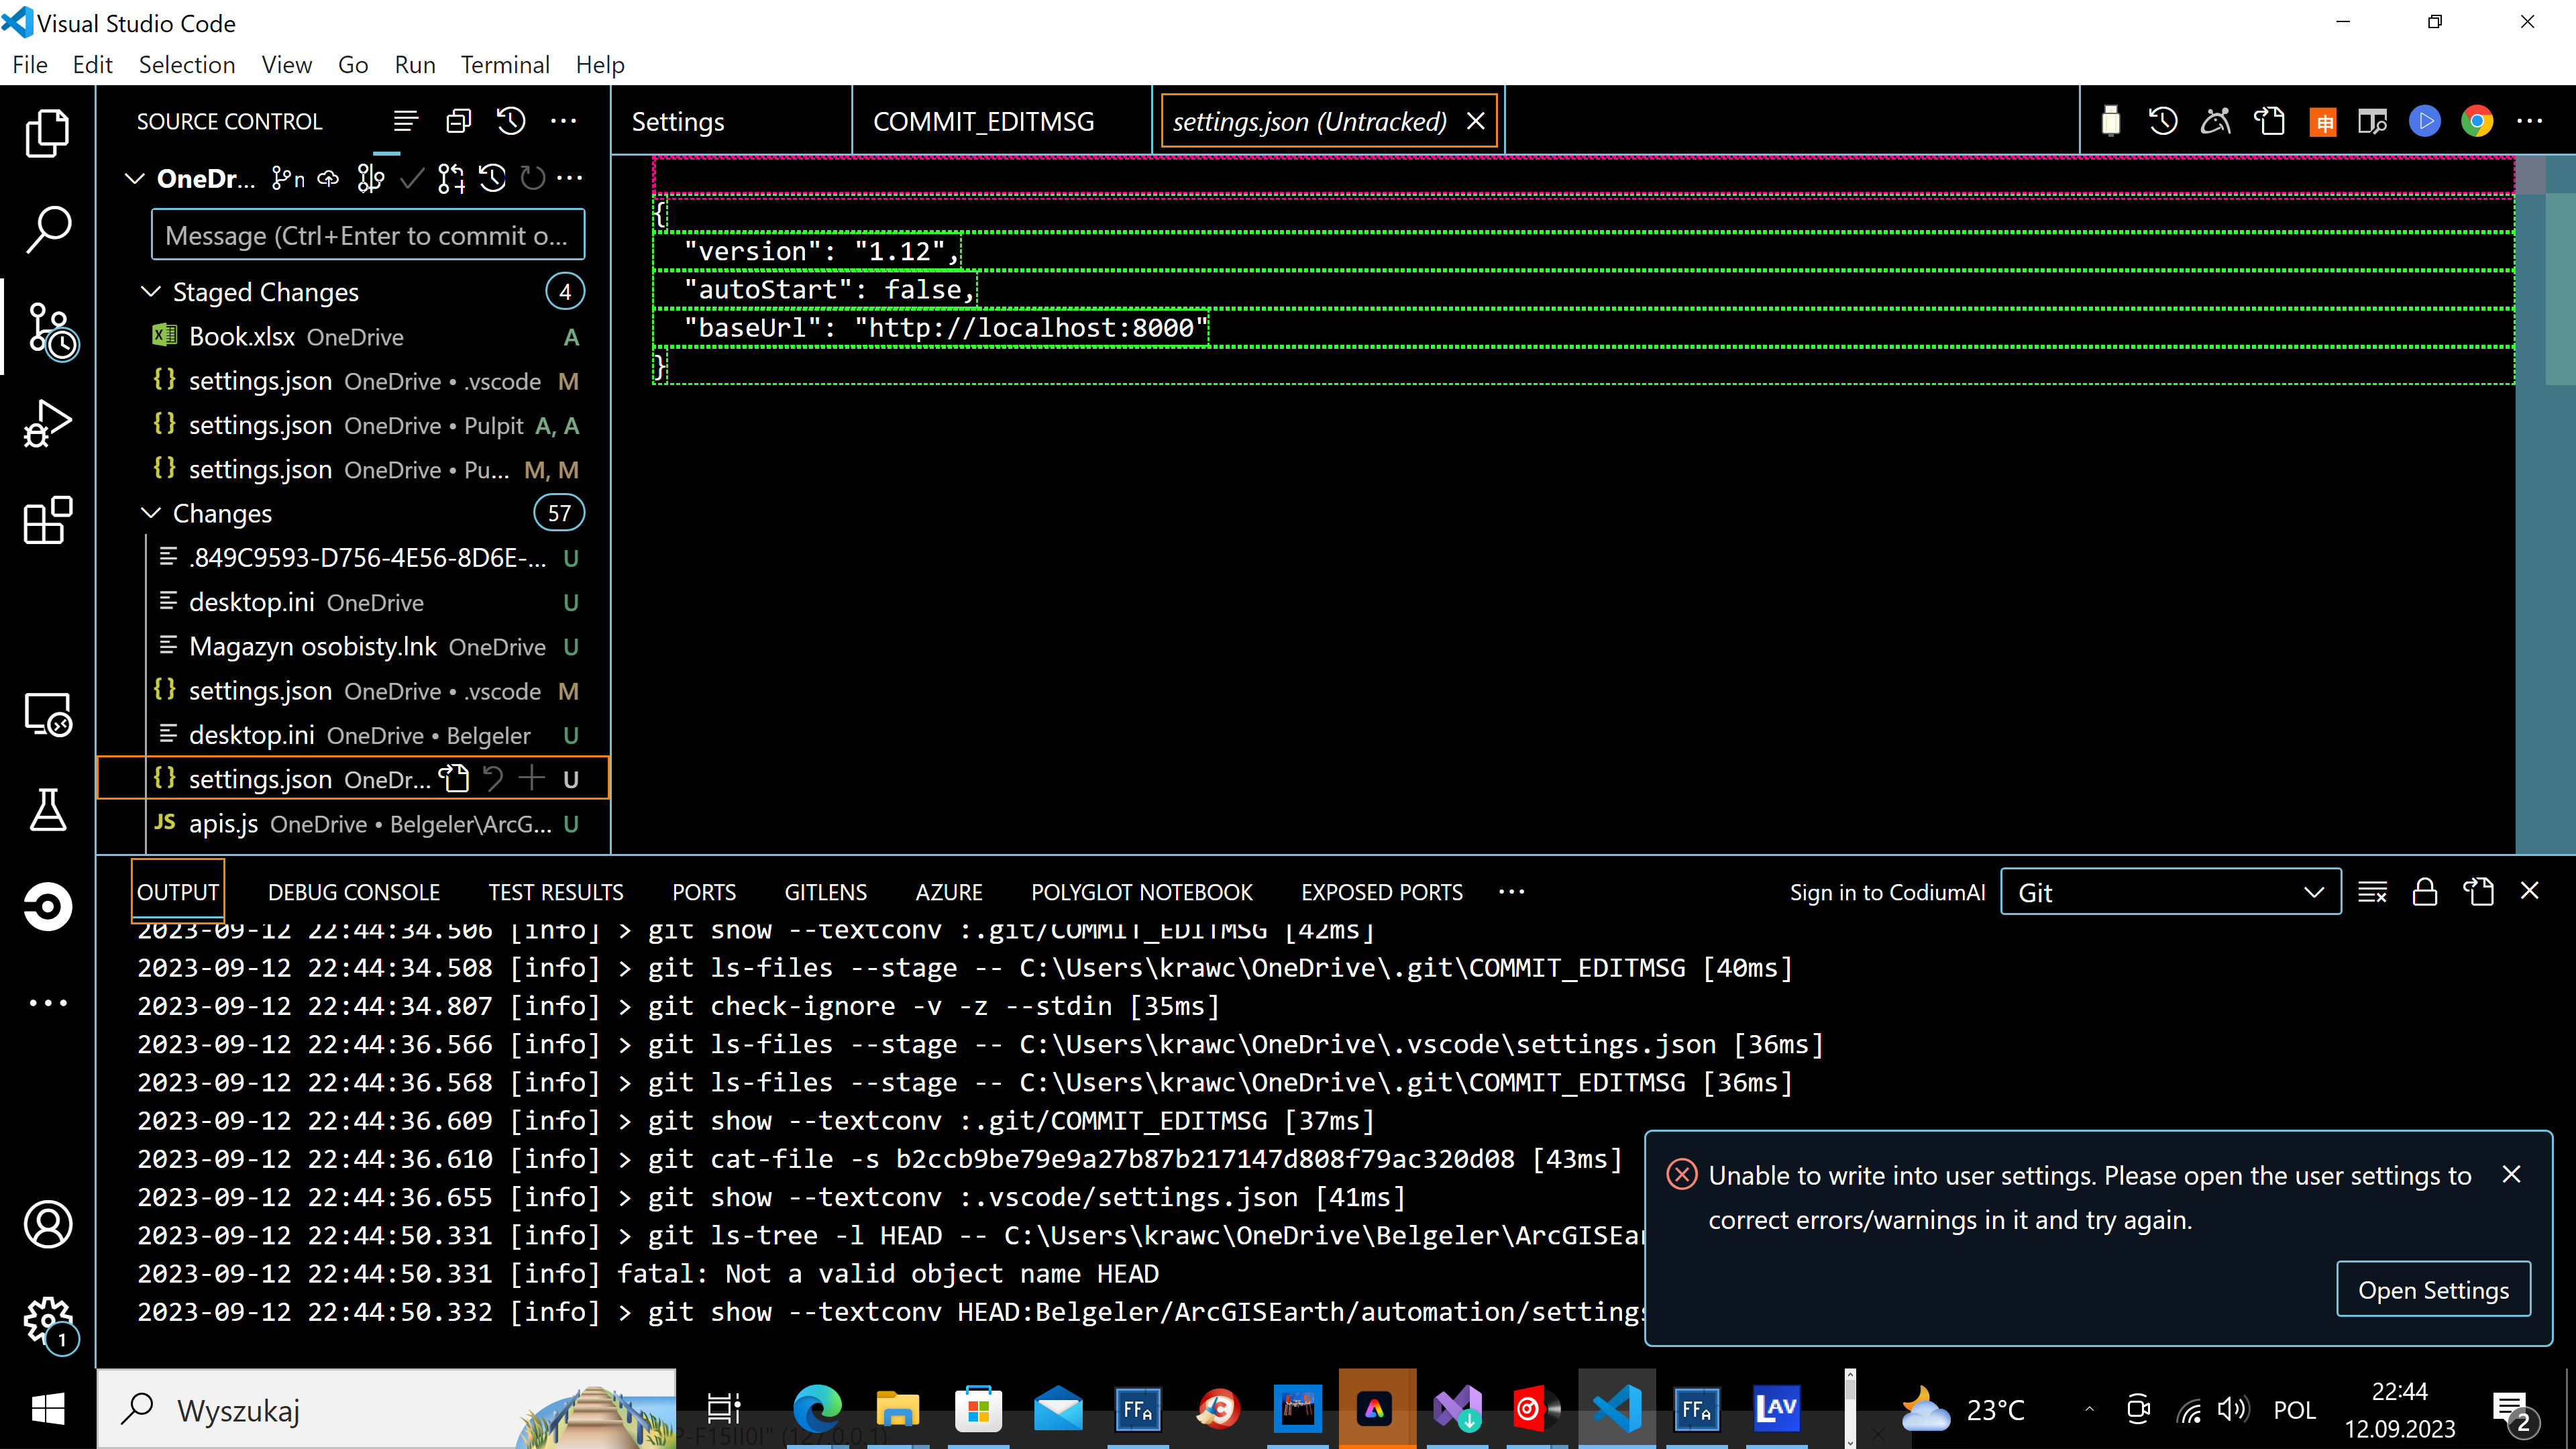 Visual Studio Code
File Edit Selection View Go Run Terminal Help
SOURCE CONTROL
Settings
COMMIT_EDITMSG
settings.json (Untracked)
OneDr...
Message (Ctrl+Enter to commit o...
Staged Changes 4
Book.xlsx OneDrive A
settings.json OneDrive • .vscode M
settings.json OneDrive • Pulpit A, A
settings.json OneDrive • Pu... M, M
Changes 57
.849C9593-D756-4E56-8D6E-... U
desktop.ini OneDrive U
Magazyn osobisty.lnk OneDrive U
settings.json OneDrive • .vscode M
desktop.ini OneDrive • Belgeler U
settings.json OneDr... U
JS apis.js OneDrive • Belgeler\ArcG... U
{
"version": "1.12",
"autoStart": false,
"baseUrl": "http://localhost:8000"
}
OUTPUT DEBUG CONSOLE TEST RESULTS PORTS GITLENS AZURE POLYGLOT NOTEBOOK EXPOSED PORTS
Sign in to CodiumAI
Git
2023-09-12 22:44:34.506 [info] > git show --textconv :.git/COMMIT_EDITMSG [42ms]
2023-09-12 22:44:34.508 [info] > git ls-files --stage -- C:\Users\krawc\OneDrive\.git\COMMIT_EDITMSG [40ms]
2023-09-12 22:44:34.807 [info] > git check-ignore -v -z --stdin [35ms]
2023-09-12 22:44:36.566 [info] > git ls-files --stage -- C:\Users\krawc\OneDrive\.vscode\settings.json [36ms]
2023-09-12 22:44:36.568 [info] > git ls-files --stage -- C:\Users\krawc\OneDrive\.git\COMMIT_EDITMSG [36ms]
2023-09-12 22:44:36.609 [info] > git show --textconv :.git/COMMIT_EDITMSG [37ms]
2023-09-12 22:44:36.610 [info] > git cat-file -s b2ccb9be79e9a27b87b217147d808f79ac320d08 [43ms]
2023-09-12 22:44:36.655 [info] > git show --textconv :.vscode/settings.json [41ms]
2023-09-12 22:44:50.331 [info] > git ls-tree -l HEAD -- C:\Users\krawc\OneDrive\Belgeler\ArcGISEar
2023-09-12 22:44:50.331 [info] fatal: Not a valid object name HEAD
2023-09-12 22:44:50.332 [info] > git show --textconv HEAD:Belgeler/ArcGISEarth/automation/settings
Unable to write into user settings. Please open the user settings to
correct errors/warnings in it and try again.
Open Settings
1
Wyszukaj
FFA
FFA
LAV
23°C
POL
22:44
12.09.2023
2